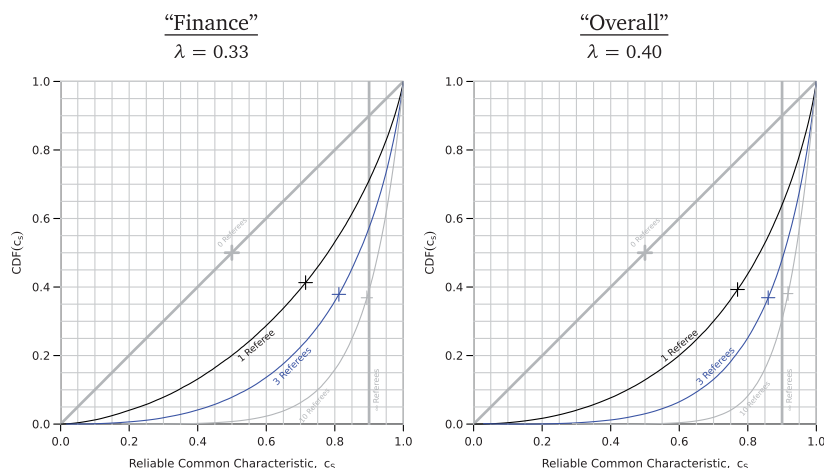 “Finance”
λ = 0.33
1.0
0.8
0.6
0.4
0.2
0.0
CDF(cs)
0 Referees
1 Referee
3 Referees
10 Referees
∞ Referees
0.0 0.2 0.4 0.6 0.8 1.0
Reliable Common Characteristic, cs
“Overall”
λ = 0.40
1.0
0.8
0.6
0.4
0.2
0.0
CDF(cs)
0 Referees
1 Referee
3 Referees
10 Referees
∞ Referees
0.0 0.2 0.4 0.6 0.8 1.0
Reliable Common Characteristic, cs